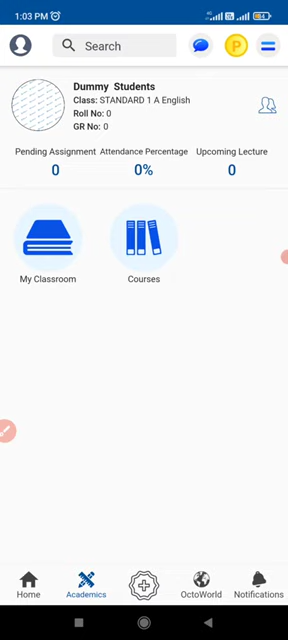 1:03 PM
Search
P
Dummy Students
Class: STANDARD 1 A English
Roll No: 0
GR No: 0
Pending Assignment Attendance Percentage Upcoming Lecture
0 0% 0
My Classroom Courses
Home Academics OctoWorld Notifications